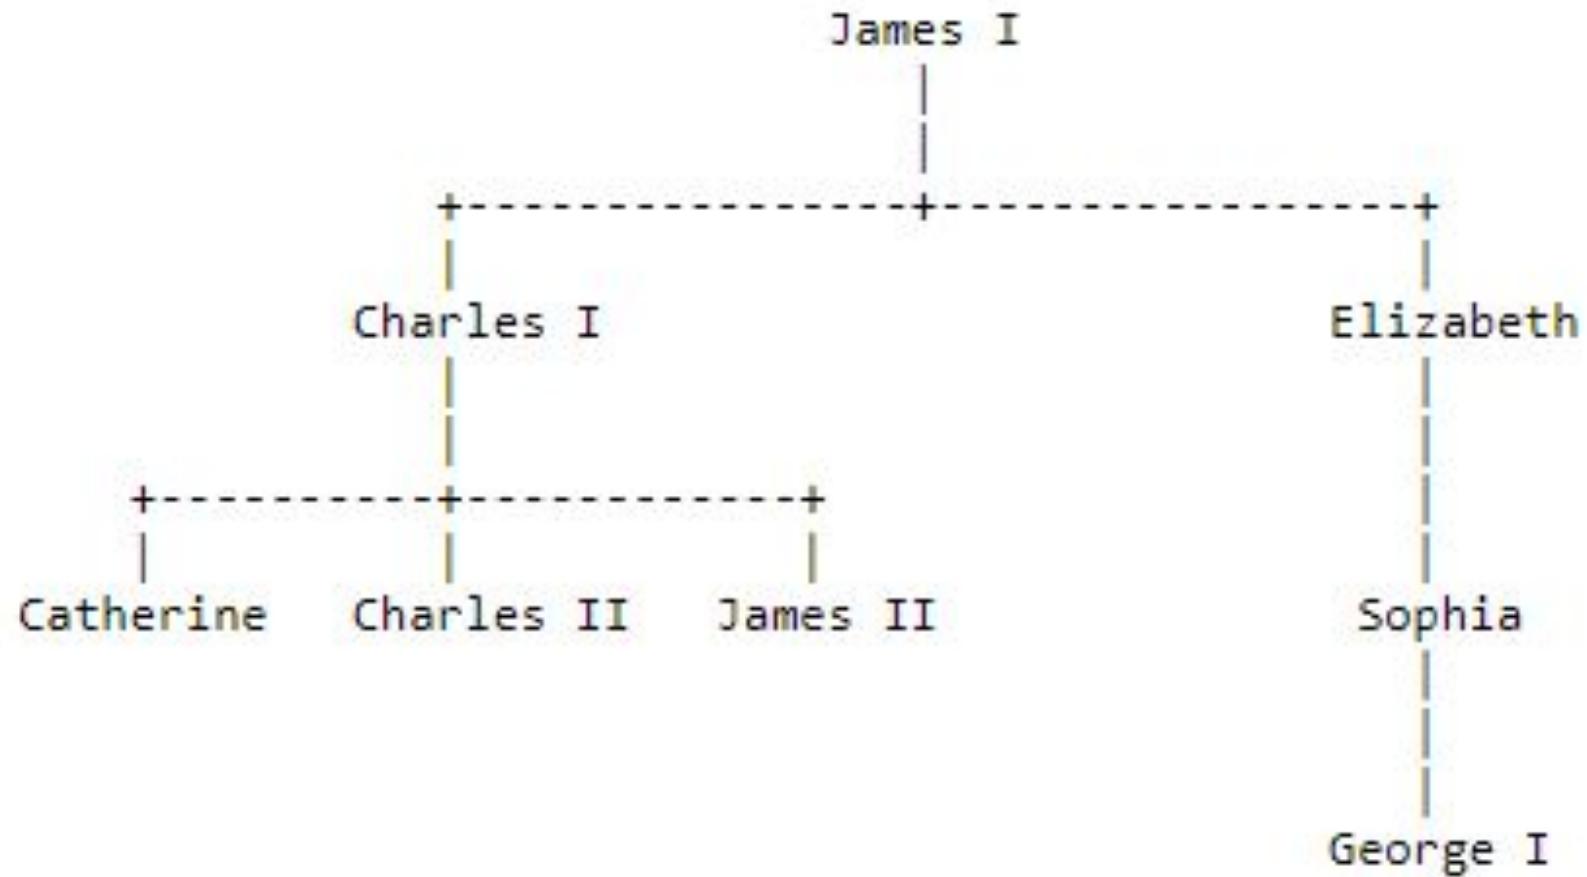 James I
Charles I Elizabeth
Catherine Charles II James II Sophia
George I